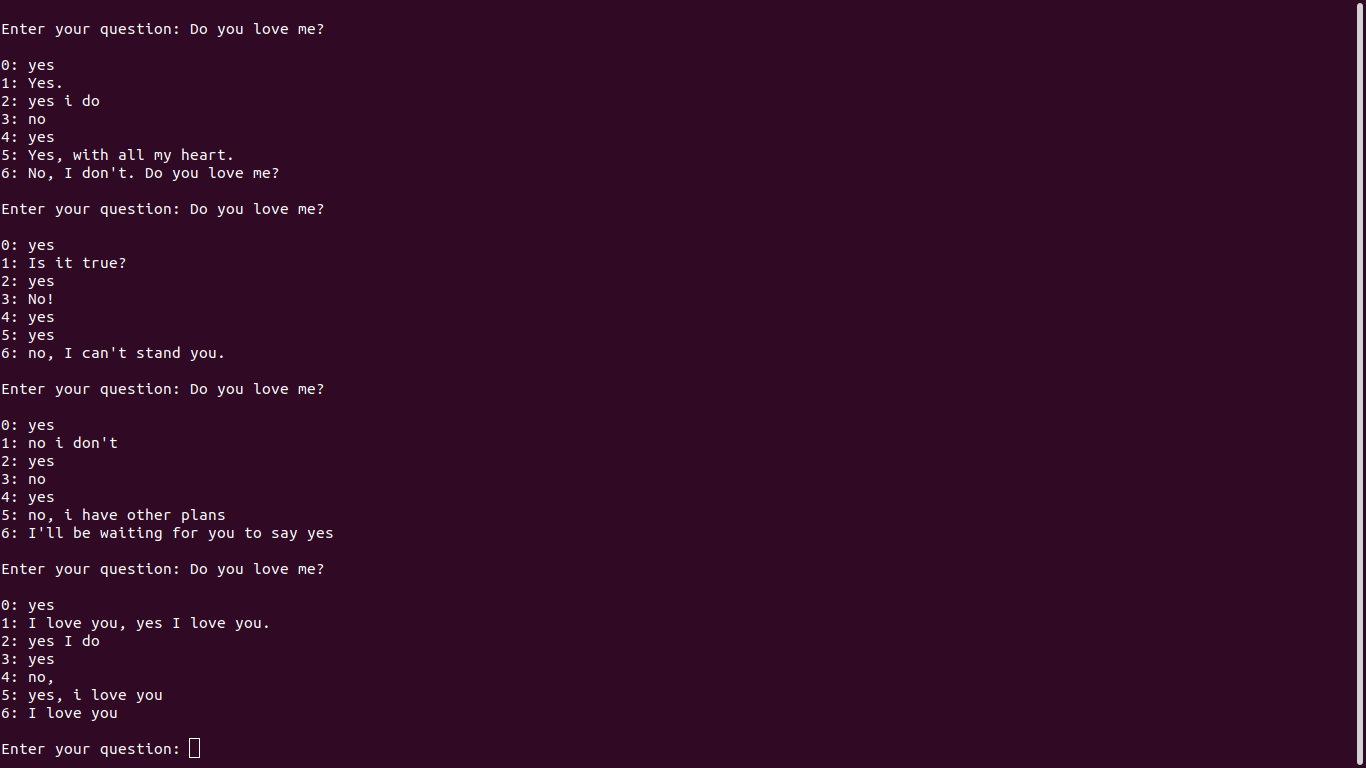 Enter your question: Do you love me?
0: yes
1: Yes.
2: yes i do
3: no
4: yes
5: Yes, with all my heart.
6: No, I don't. Do you love me?
Enter your question: Do you love me?
0: yes
1: Is it true?
2: yes
3: No!
4: yes
5: yes
6: no, I can't stand you.
Enter your question: Do you love me?
0: yes
1: no i don't
2: yes
3: no
4: yes
5: no, i have other plans
6: I'll be waiting for you to say yes
Enter your question: Do you love me?
0: yes
1: I love you, yes I love you.
2: yes I do
3: yes
4: no,
5: yes, i love you
6: I love you
Enter your question: